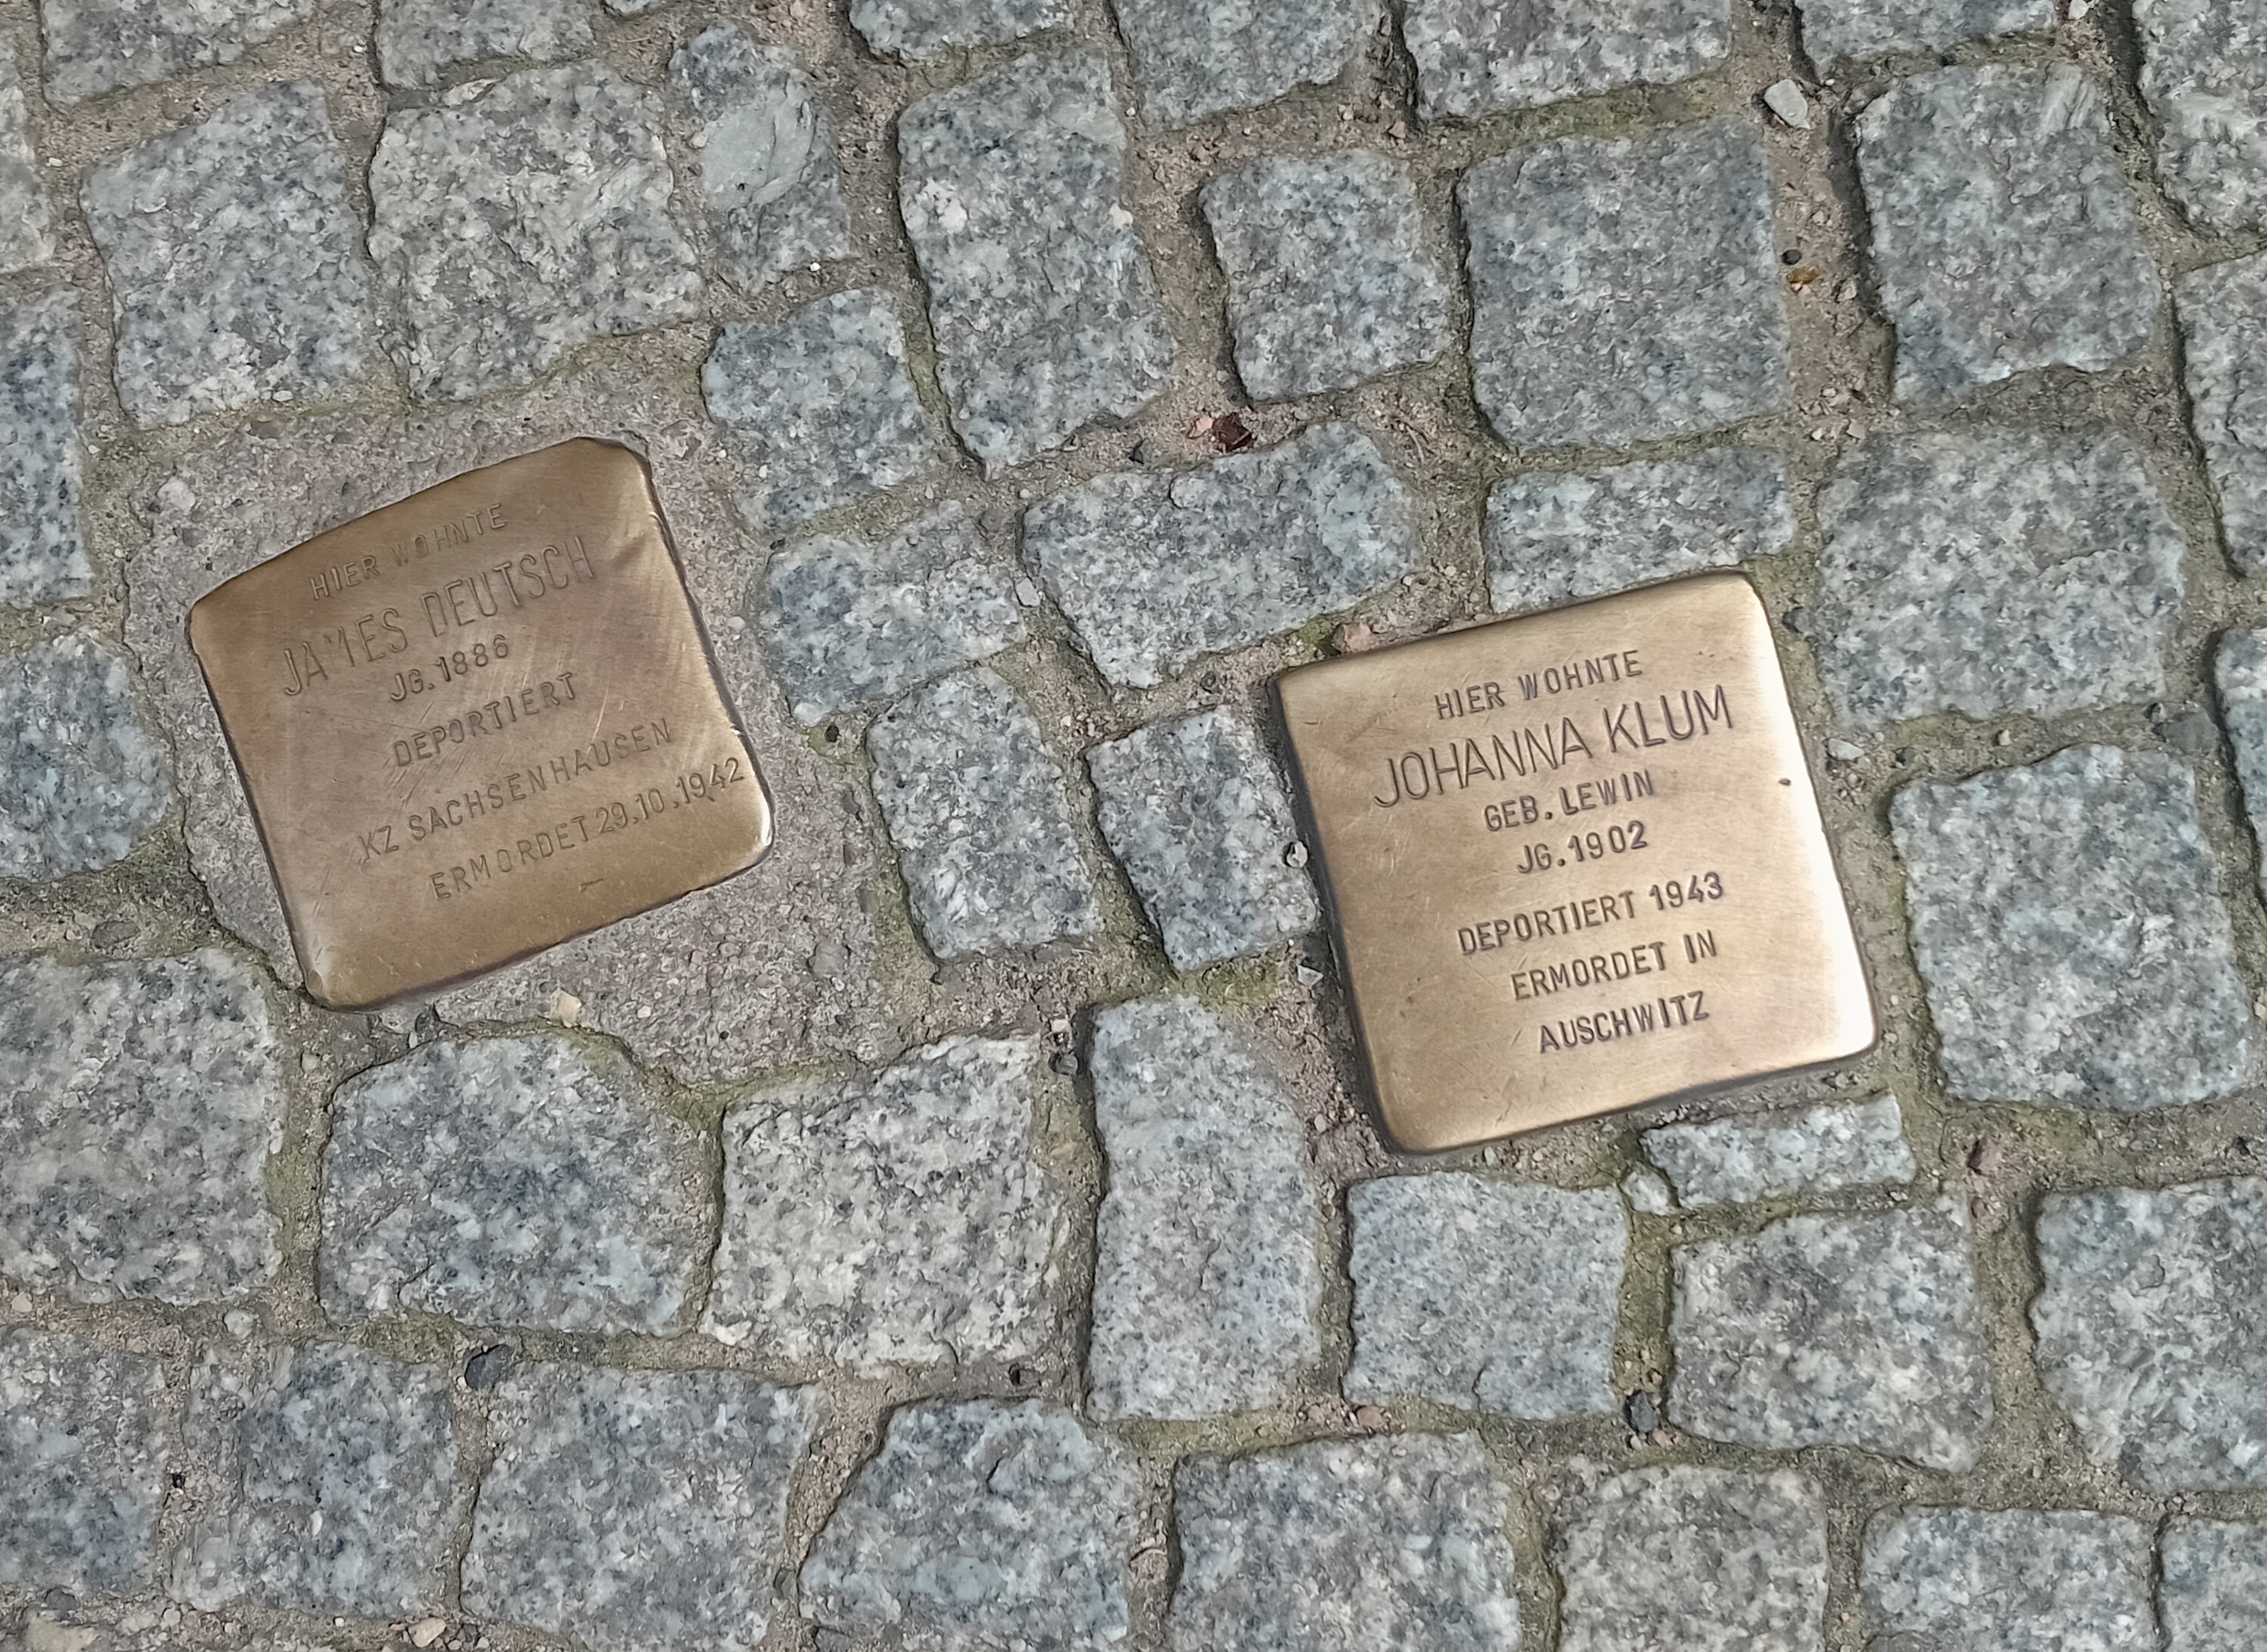 HIER WOHNTE
JAMES DEUTSCH
JG. 1886
DEPORTIERT
KZ SACHSENHAUSEN
ERMORDET 29.10.1942
HIER WOHNTE
JOHANNA KLUM
GEB. LEWIN
JG. 1902
DEPORTIERT 1943
ERMORDET IN
AUSCHWITZ